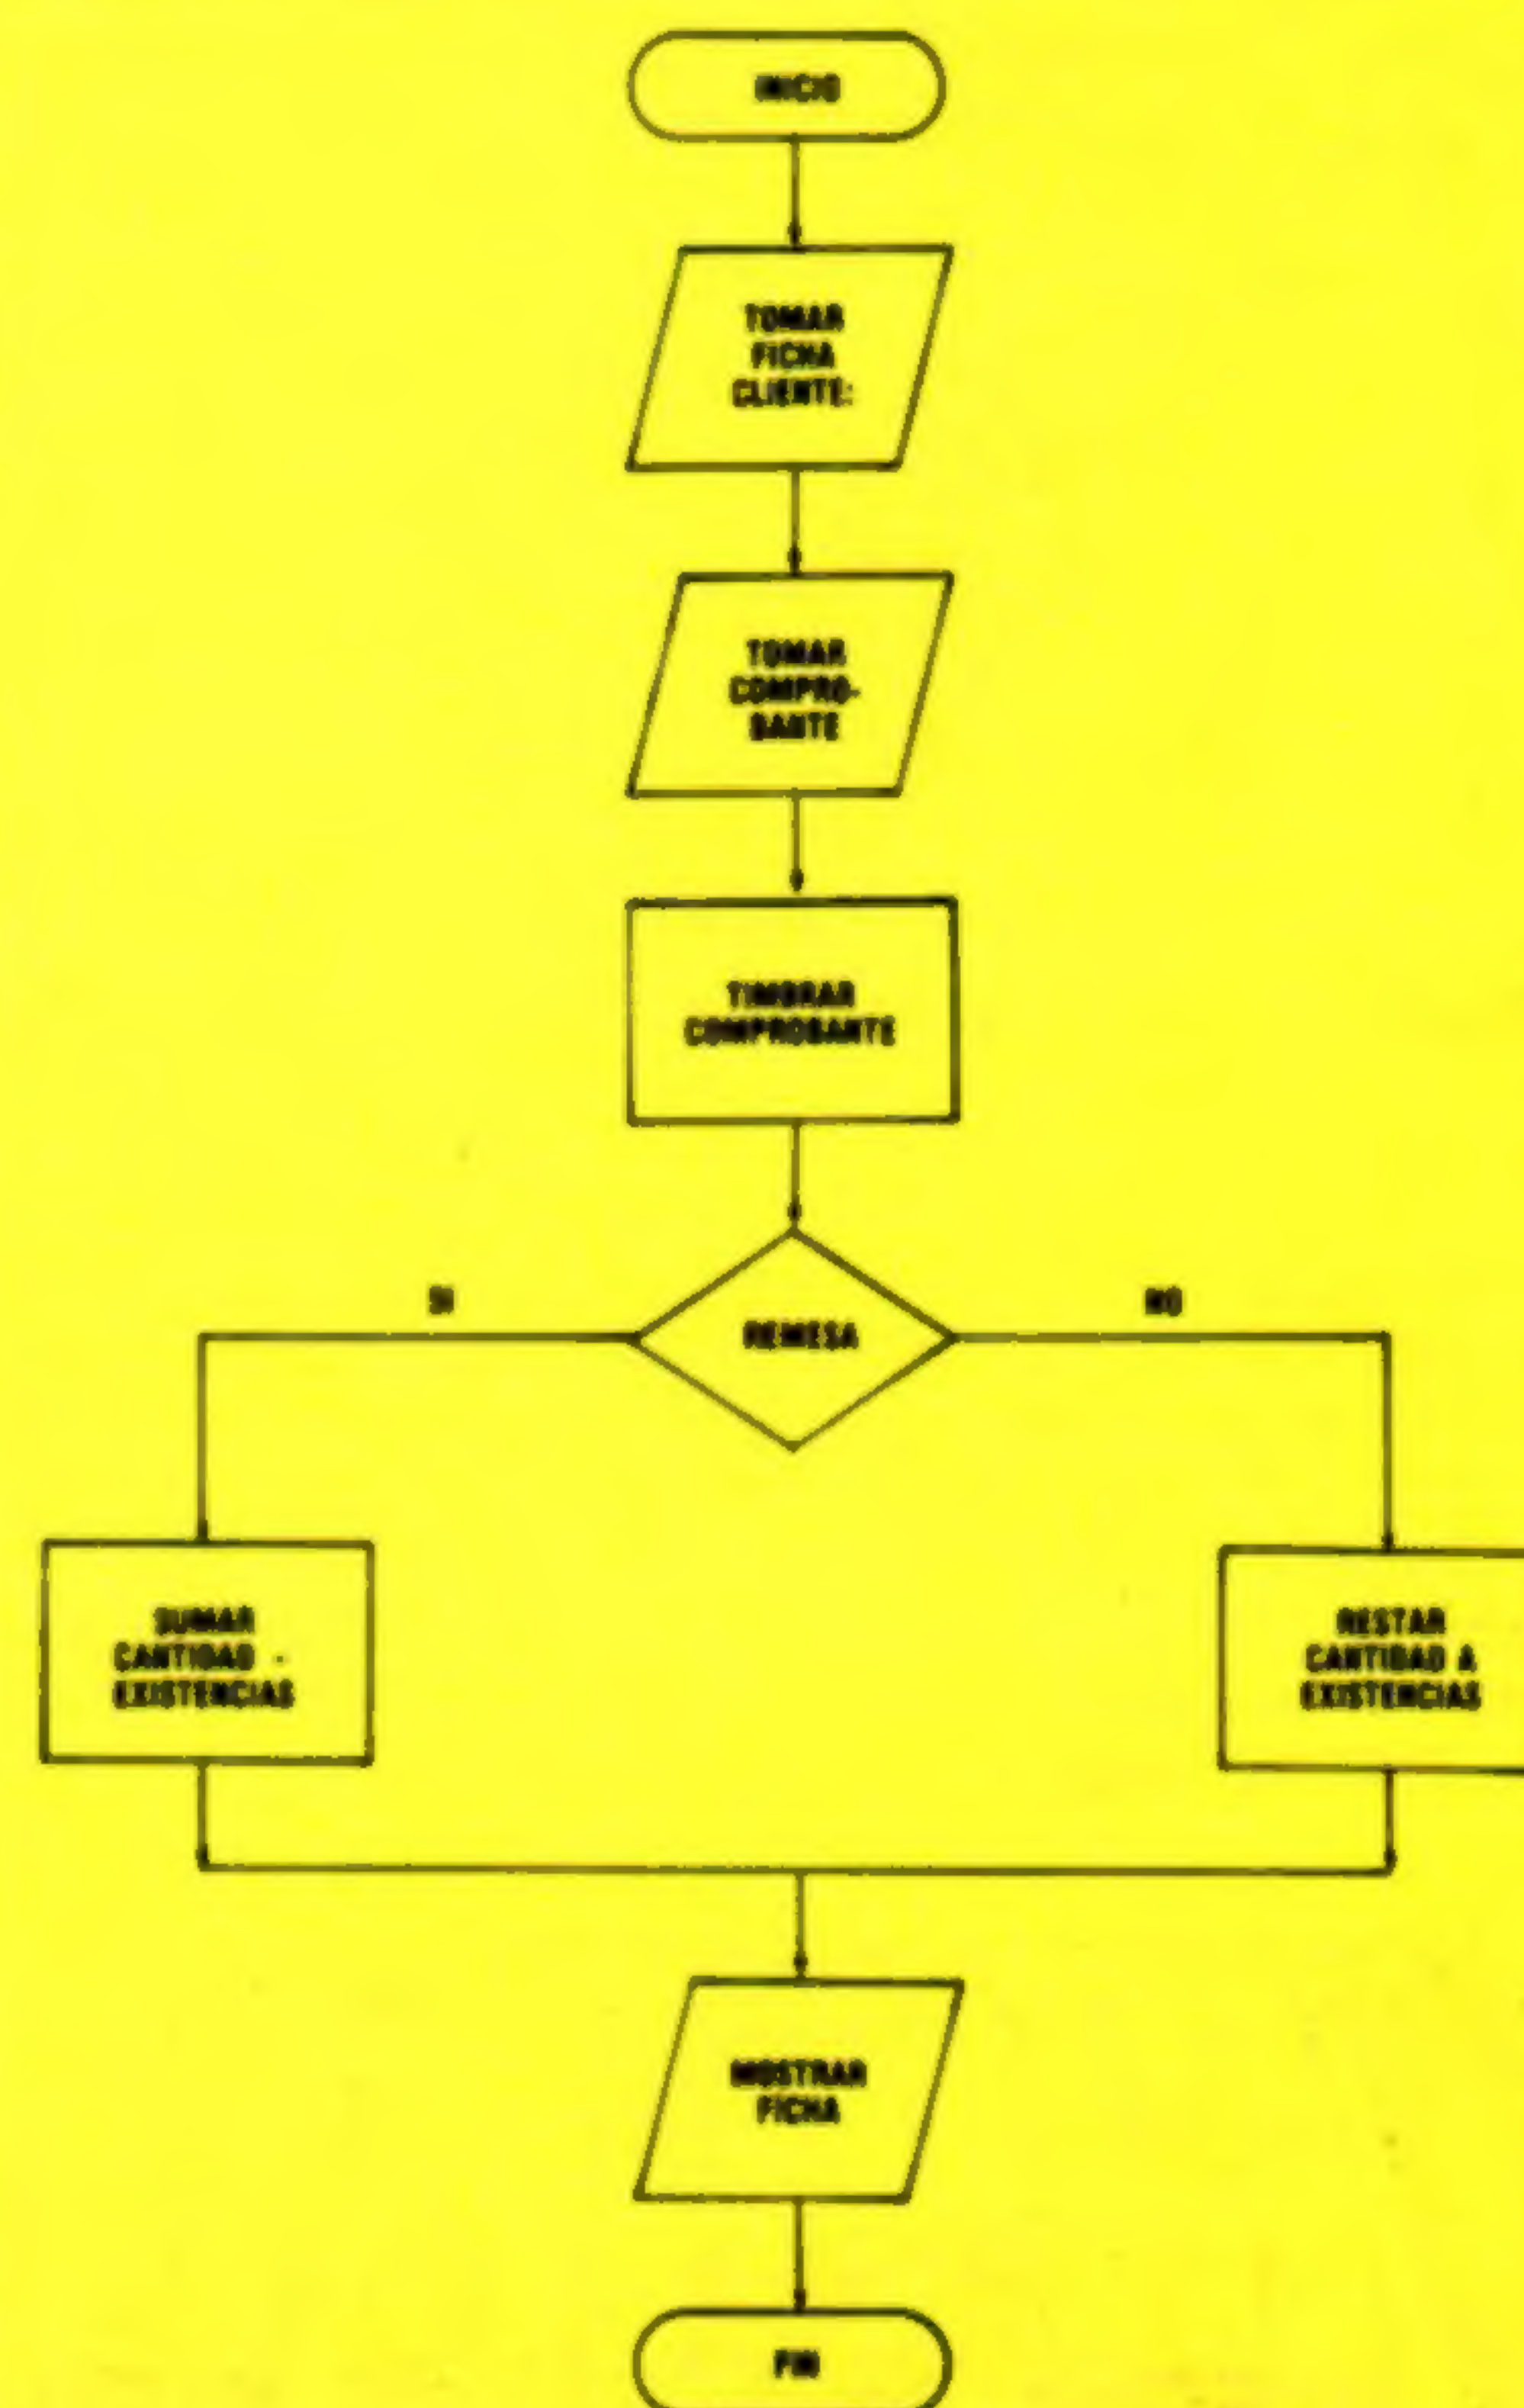 INICIO
TOMAR
FICHA
CLIENTE:
TOMAR
COMPRO-
BANTE
TIMBRAR
COMPROBANTE
SI
NO
REMESA
SUMAR
CANTIDAD -
EXISTENCIAS
RESTAR
CANTIDAD A
EXISTENCIAS
MOSTRAR
FICHA
FIN